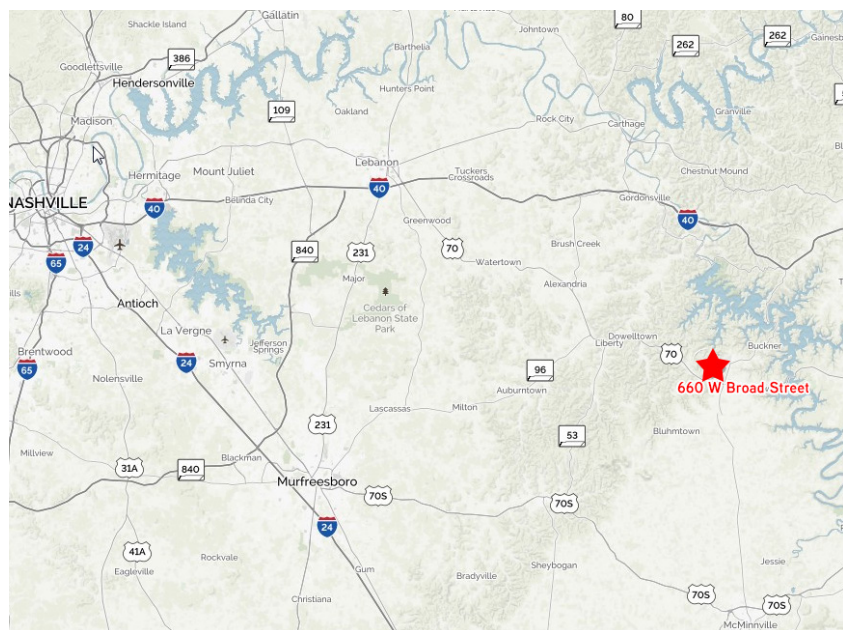 Shackle Island
Gallatin
80
Johntown
262
262
Barthelia
386
Goodlettsville
Hendersonville
Hunters Point
Granville
109
Oakland
Rock City
Carthage
Madison
Lebanon
Chestnut Mound
Hermitage
Mount Juliet
Tuckers
Crossroads
40
Gordonsville
NASHVILLE
40
Belinda City
Greenwood
40
24
840
231
70
Brush Creek
65
Watertown
Major
Alexandria
Antioch
Cedars of
Lebanon State
Park
La Vergne
Jefferson
Springs
Dowelltown
Liberty
Buckner
Brentwood
24
Smyrna
70
65
Nolensville
96
660 W Broad Street
Auburntown
Lascassas
Milton
231
53
Bluhmtown
Millview
Blackman
31A
840
Murfreesboro
70S
70S
24
41A
Rockvale
Eagleville
Gum
Sheybogan
Jessie
Bradyville
Christiana
70S
70S
McMinnville